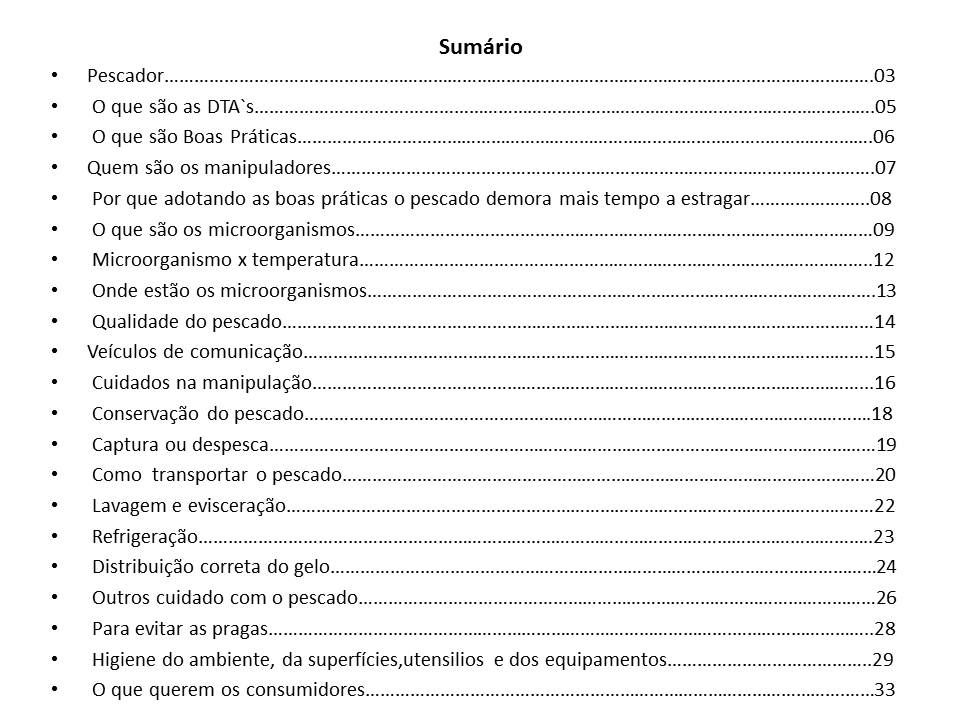 Sumário
• Pescador……………………………………………………………………………………………………………………………..03
• O que são as DTA`s……………………………………………………………………………………………………………05
• O que são Boas Práticas……………………………………………………………………………………………………..06
• Quem são os manipuladores……………………………………………………………………………………………….07
• Por que adotando as boas práticas o pescado demora mais tempo a estragar……………………..08
• O que são os microorganismos……………………………………………………………………………………………09
• Microorganismo x temperatura…………………………………………………………………………………………..12
• Onde estão os microorganismos………………………………………………………………………………………….13
• Qualidade do pescado…………………………………………………………………………………………………………14
• Veículos de comunicação……………………………………………………………………………………………………..15
• Cuidados na manipulação……………………………………………………………………………………………………16
• Conservação do pescado…………………………………………………………………………………………………….18
• Captura ou despesca……………………………………………………………………………………………………………19
• Como transportar o pescado………………………………………………………………………………………………20
• Lavagem e evisceração…………………………………………………………………………………………………………22
• Refrigeração……………………………………………………………………………………………………………………….23
• Distribuição correta do gelo…………………………………………………………………………………………………24
• Outros cuidado com o pescado……………………………………………………………………………………………26
• Para evitar as pragas……………………………………………………………………………………………………………..28
• Higiene do ambiente, da superfícies,utensilios e dos equipamentos……………………………………..29
• O que querem os consumidores……………………………………………………………………………………………33